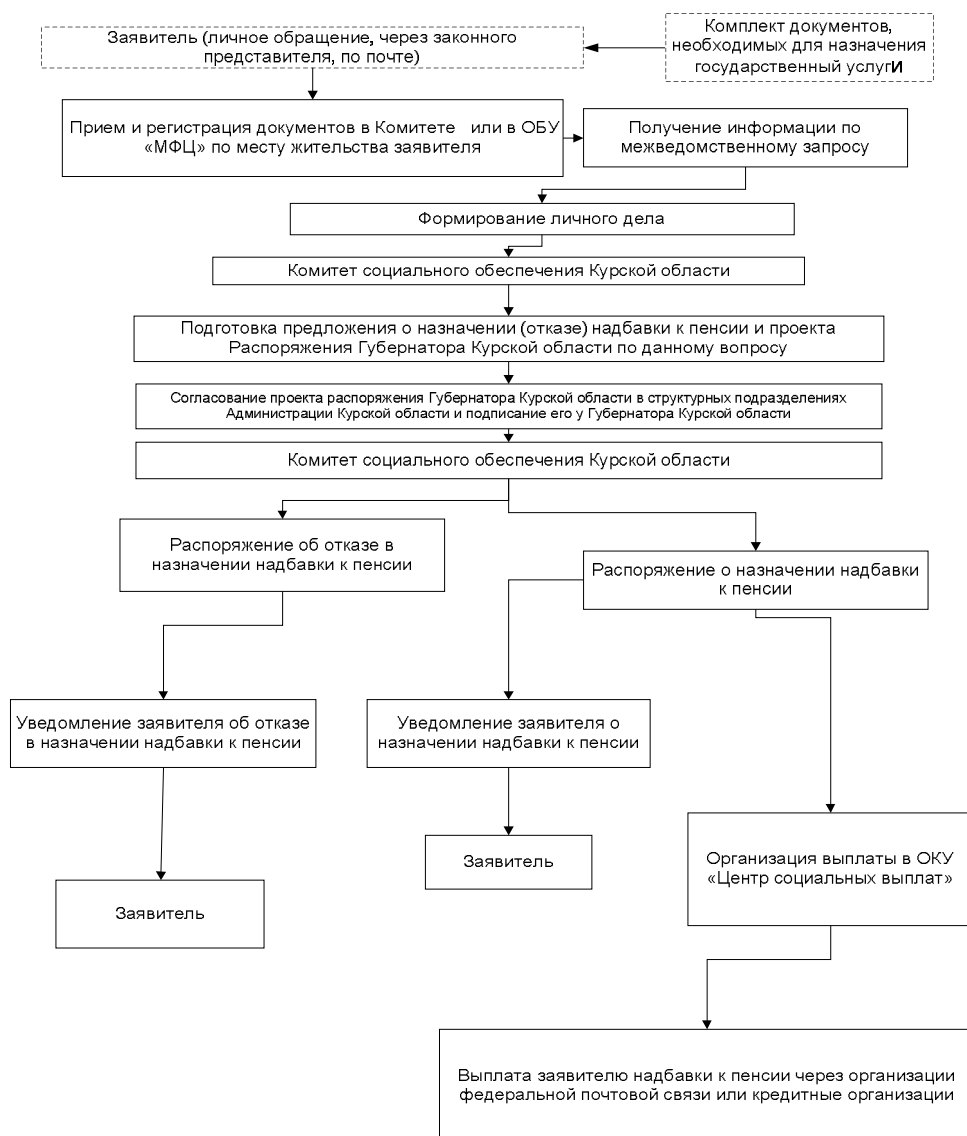 Заявитель (личное обращение, через законного
представителя, по почте)
Комплект документов,
необходимых для назначения
государственный услугИ
Прием и регистрация документов в Комитете или в ОБУ
«МФЦ» по месту жительства заявителя
Получение информации по
межведомственному запросу
Формирование личного дела
Комитет социального обеспечения Курской области
Подготовка предложения о назначении (отказе) надбавки к пенсии и проекта
Распоряжения Губернатора Курской области по данному вопросу
Согласование проекта распоряжения Губернатора Курской области в структурных подразделениях
Администрации Курской области и подписание его у Губернатора Курской области
Комитет социального обеспечения Курской области
Распоряжение об отказе в
назначении надбавки к пенсии
Распоряжение о назначении надбавки
к пенсии
Уведомление заявителя об отказе
в назначении надбавки к пенсии
Уведомление заявителя о
назначении надбавки к пенсии
Заявитель
Организация выплаты в ОКУ
«Центр социальных выплат»
Заявитель
Выплата заявителю надбавки к пенсии через организации
федеральной почтовой связи или кредитные организации